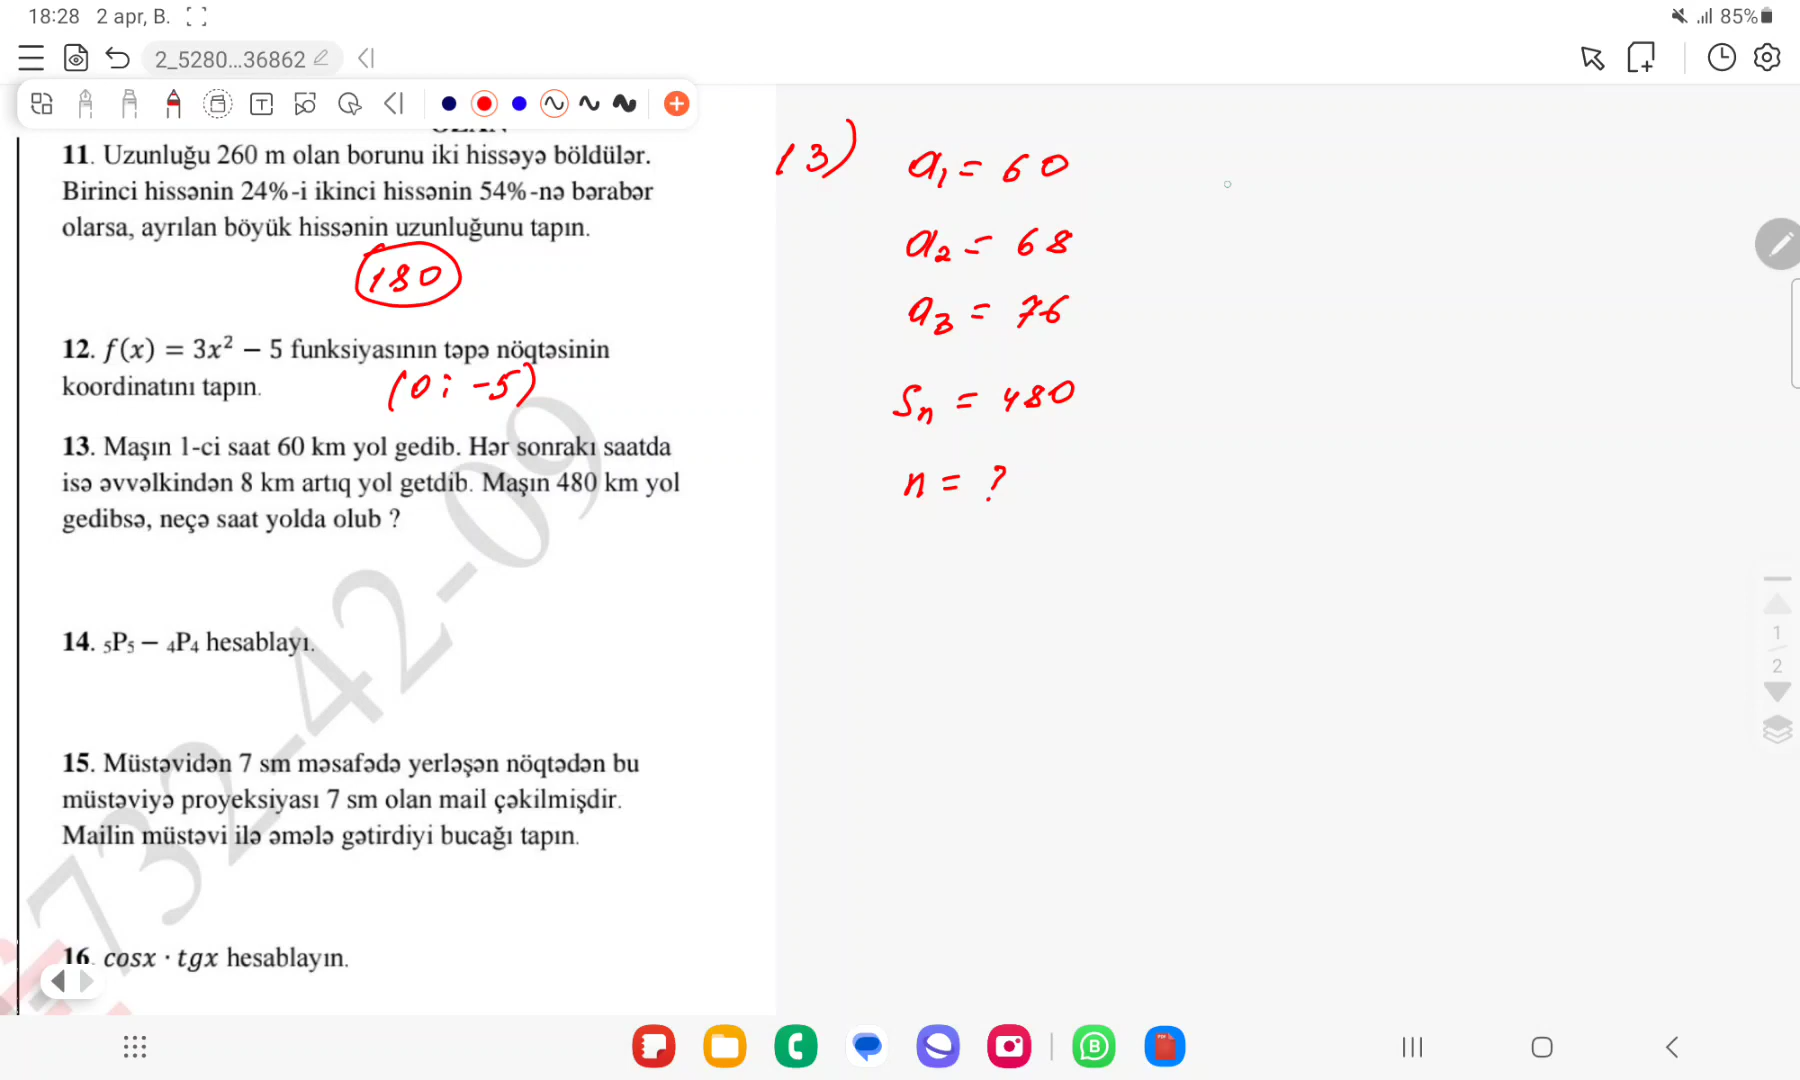 18:28 2 apr, B.
85%
2_5280...36862
11. Uzunluğu 260 m olan borunu iki hissəyə böldülər.
Birinci hissənin 24%-i ikinci hissənin 54%-nə bərabər
olarsa, ayrılan böyük hissənin uzunluğunu tapın.
180
12. f(x) = 3x² − 5 funksiyasının təpə nöqtəsinin
koordinatını tapın.
(0; -5)
13. Maşın 1-ci saat 60 km yol gedib. Hər sonrakı saatda
isə əvvəlkindən 8 km artıq yol getdib. Maşın 480 km yol
gedibsə, neçə saat yolda olub ?
14. ₅P₅ − ₄P₄ hesablayı.
15. Müstəvidən 7 sm məsafədə yerləşən nöqtədən bu
müstəviyə proyeksiyası 7 sm olan mail çəkilmişdir.
Mailin müstəvi ilə əmələ gətirdiyi bucağı tapın.
16. cosx · tgx hesablayın.
732-42-09
13) a₁ = 60
a₂ = 68
a₃ = 76
Sₙ = 480
n = ?
1
2